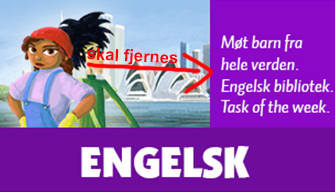 skal fjernes
Møt barn fra
hele verden.
Engelsk bibliotek.
Task of the week.
ENGELSK